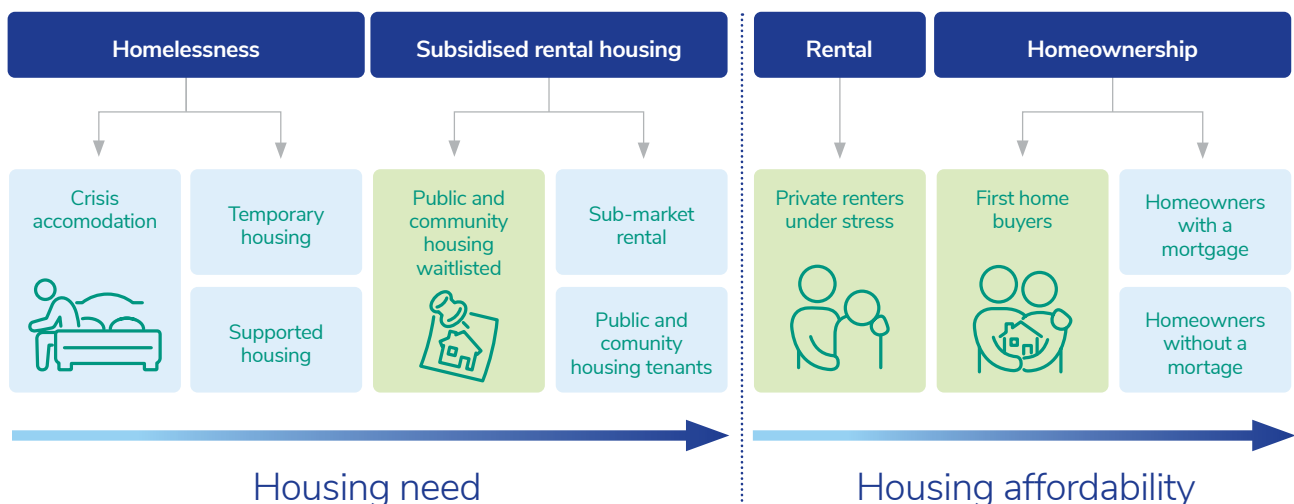 Homelessness
Subsidised rental housing
Rental
Homeownership
Crisis
accomodation
Temporary
housing
Supported
housing
Public and
community
housing
waitlisted
Sub-market
rental
Public and
comunity
housing tenants
Private renters
under stress
First home
buyers
Homeowners
with a
mortgage
Homeowners
without a
mortage
Housing need
Housing affordability